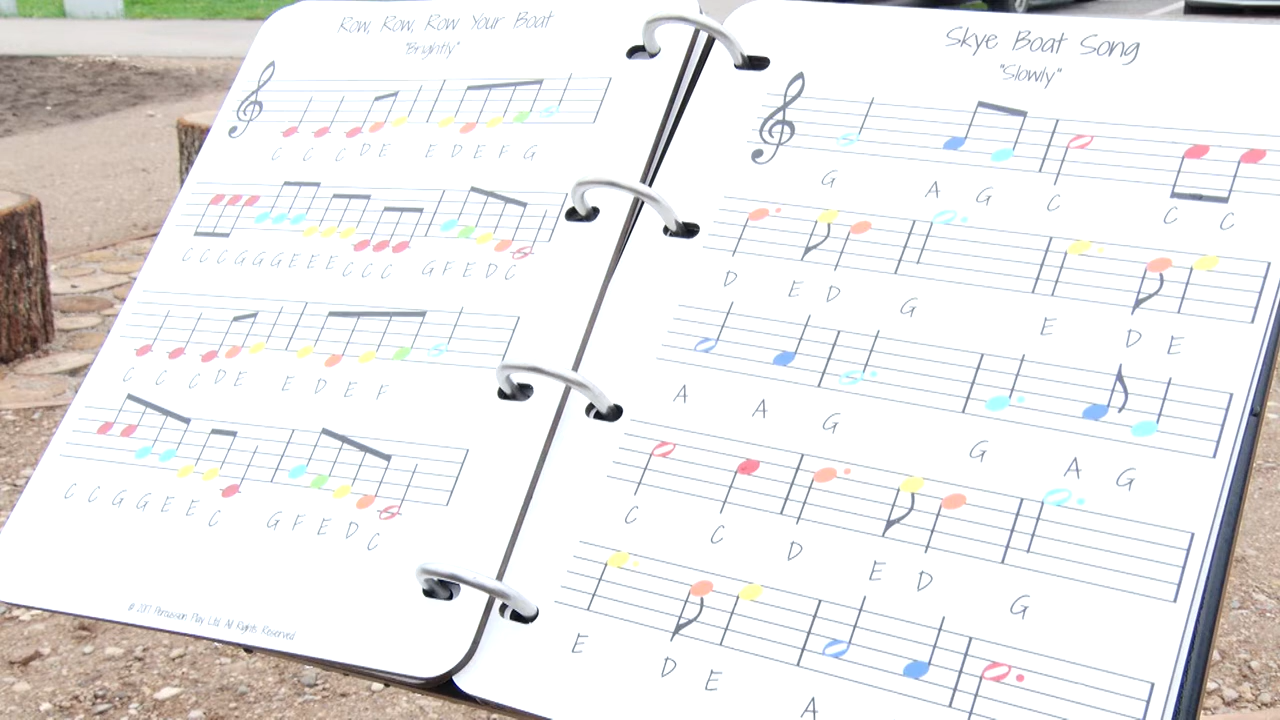 Row, Row, Row Your Boat
"Brightly"
C C C D E E D E F G
C C C G G G E E E C C C G F E D C
C C C D E E D E F
C C G G E E C G F E D C
© 2017 Percussion Play Ltd. All Rights Reserved
Skye Boat Song
"Slowly"
G A G C C C
D E D G E D E
A A G G A G
C C D E D G
E D E A